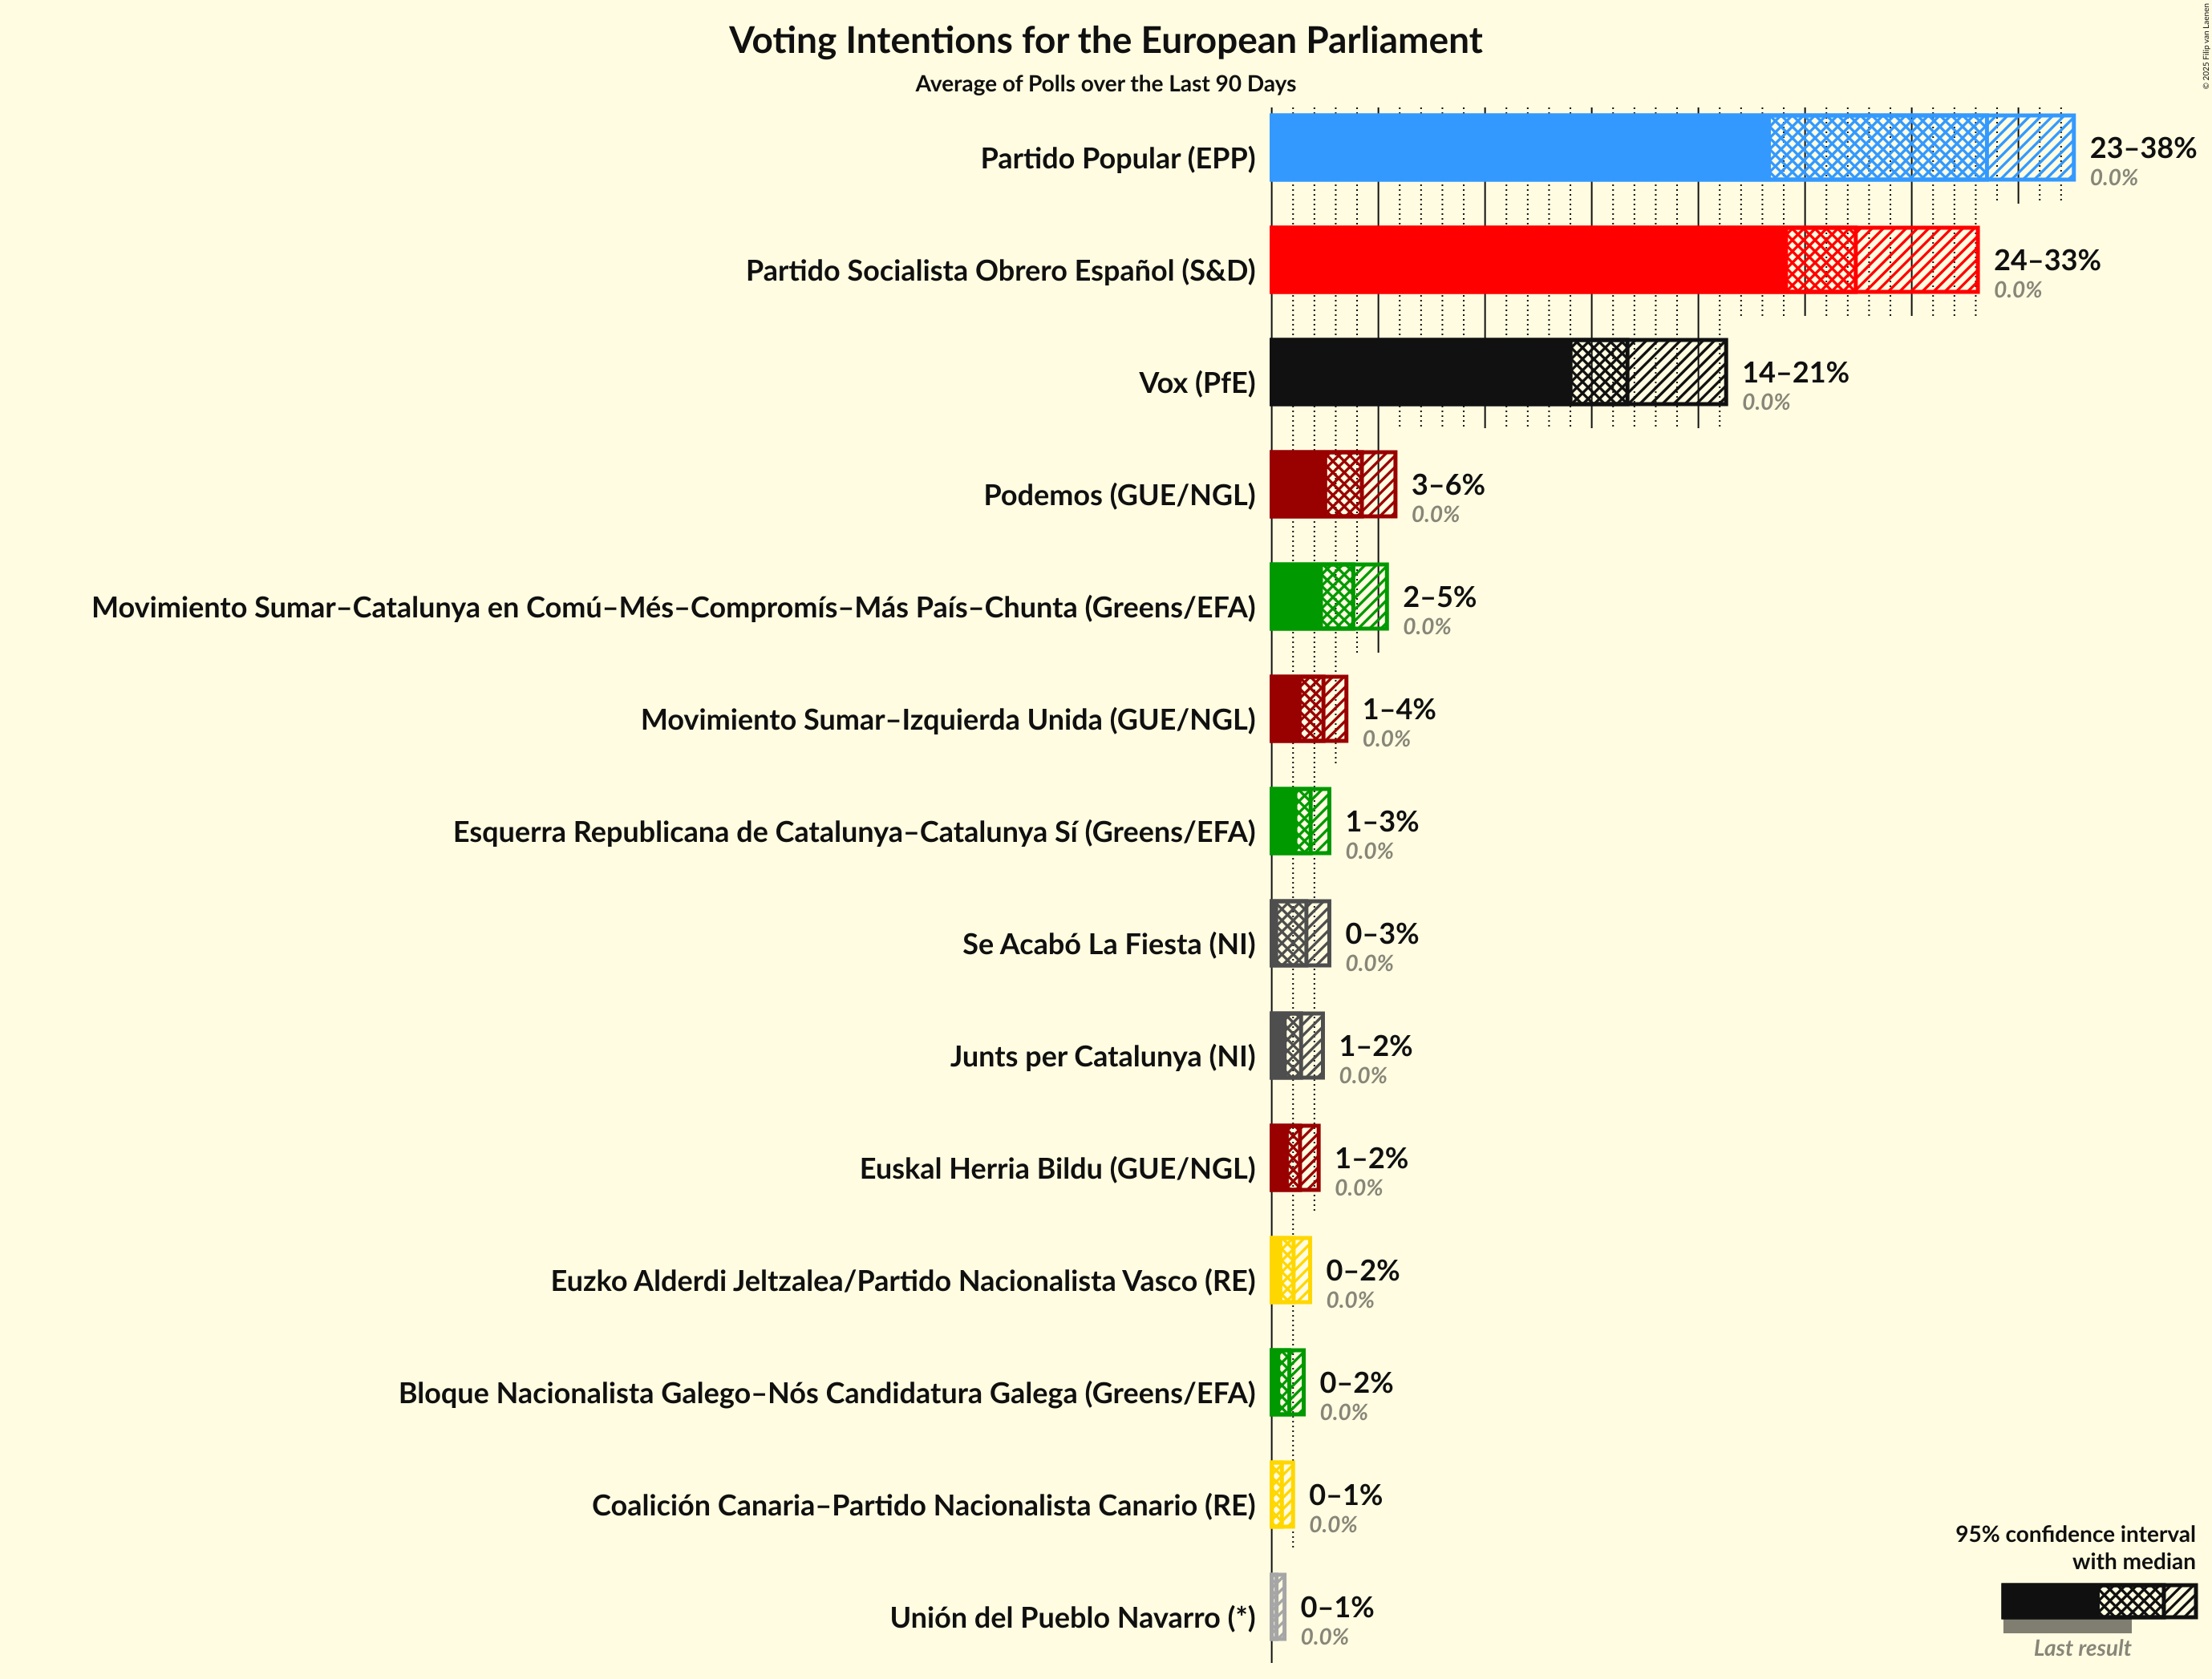 Voting Intentions for the European Parliament
Average of Polls over the Last 90 Days
© 2025 Filip van Laenen
Partido Popular (EPP)
23–38%
0.0%
Partido Socialista Obrero Español (S&D)
24–33%
0.0%
Vox (PfE)
14–21%
0.0%
Podemos (GUE/NGL)
3–6%
0.0%
Movimiento Sumar–Catalunya en Comú–Més–Compromís–Más País–Chunta (Greens/EFA)
2–5%
0.0%
Movimiento Sumar–Izquierda Unida (GUE/NGL)
1–4%
0.0%
Esquerra Republicana de Catalunya–Catalunya Sí (Greens/EFA)
1–3%
0.0%
Se Acabó La Fiesta (NI)
0–3%
0.0%
Junts per Catalunya (NI)
1–2%
0.0%
Euskal Herria Bildu (GUE/NGL)
1–2%
0.0%
Euzko Alderdi Jeltzalea/Partido Nacionalista Vasco (RE)
0–2%
0.0%
Bloque Nacionalista Galego–Nós Candidatura Galega (Greens/EFA)
0–2%
0.0%
Coalición Canaria–Partido Nacionalista Canario (RE)
0–1%
0.0%
Unión del Pueblo Navarro (*)
0–1%
0.0%
95% confidence interval
with median
Last result